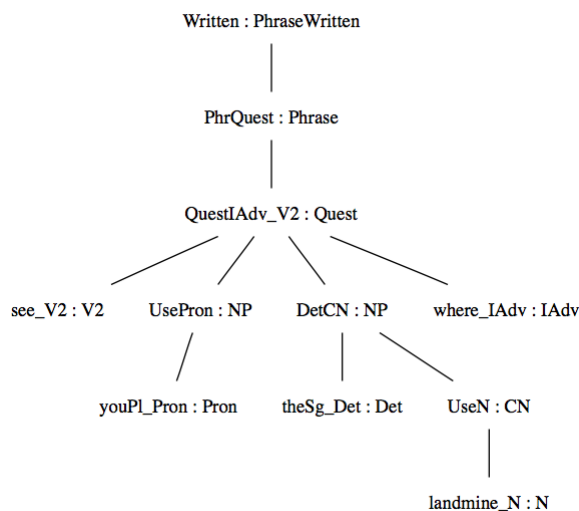 Written : PhraseWritten
PhrQuest : Phrase
QuestIAdv_V2 : Quest
see_V2 : V2 UsePron : NP DetCN : NP where_IAdv : IAdv
youPl_Pron : Pron theSg_Det : Det UseN : CN
landmine_N : N